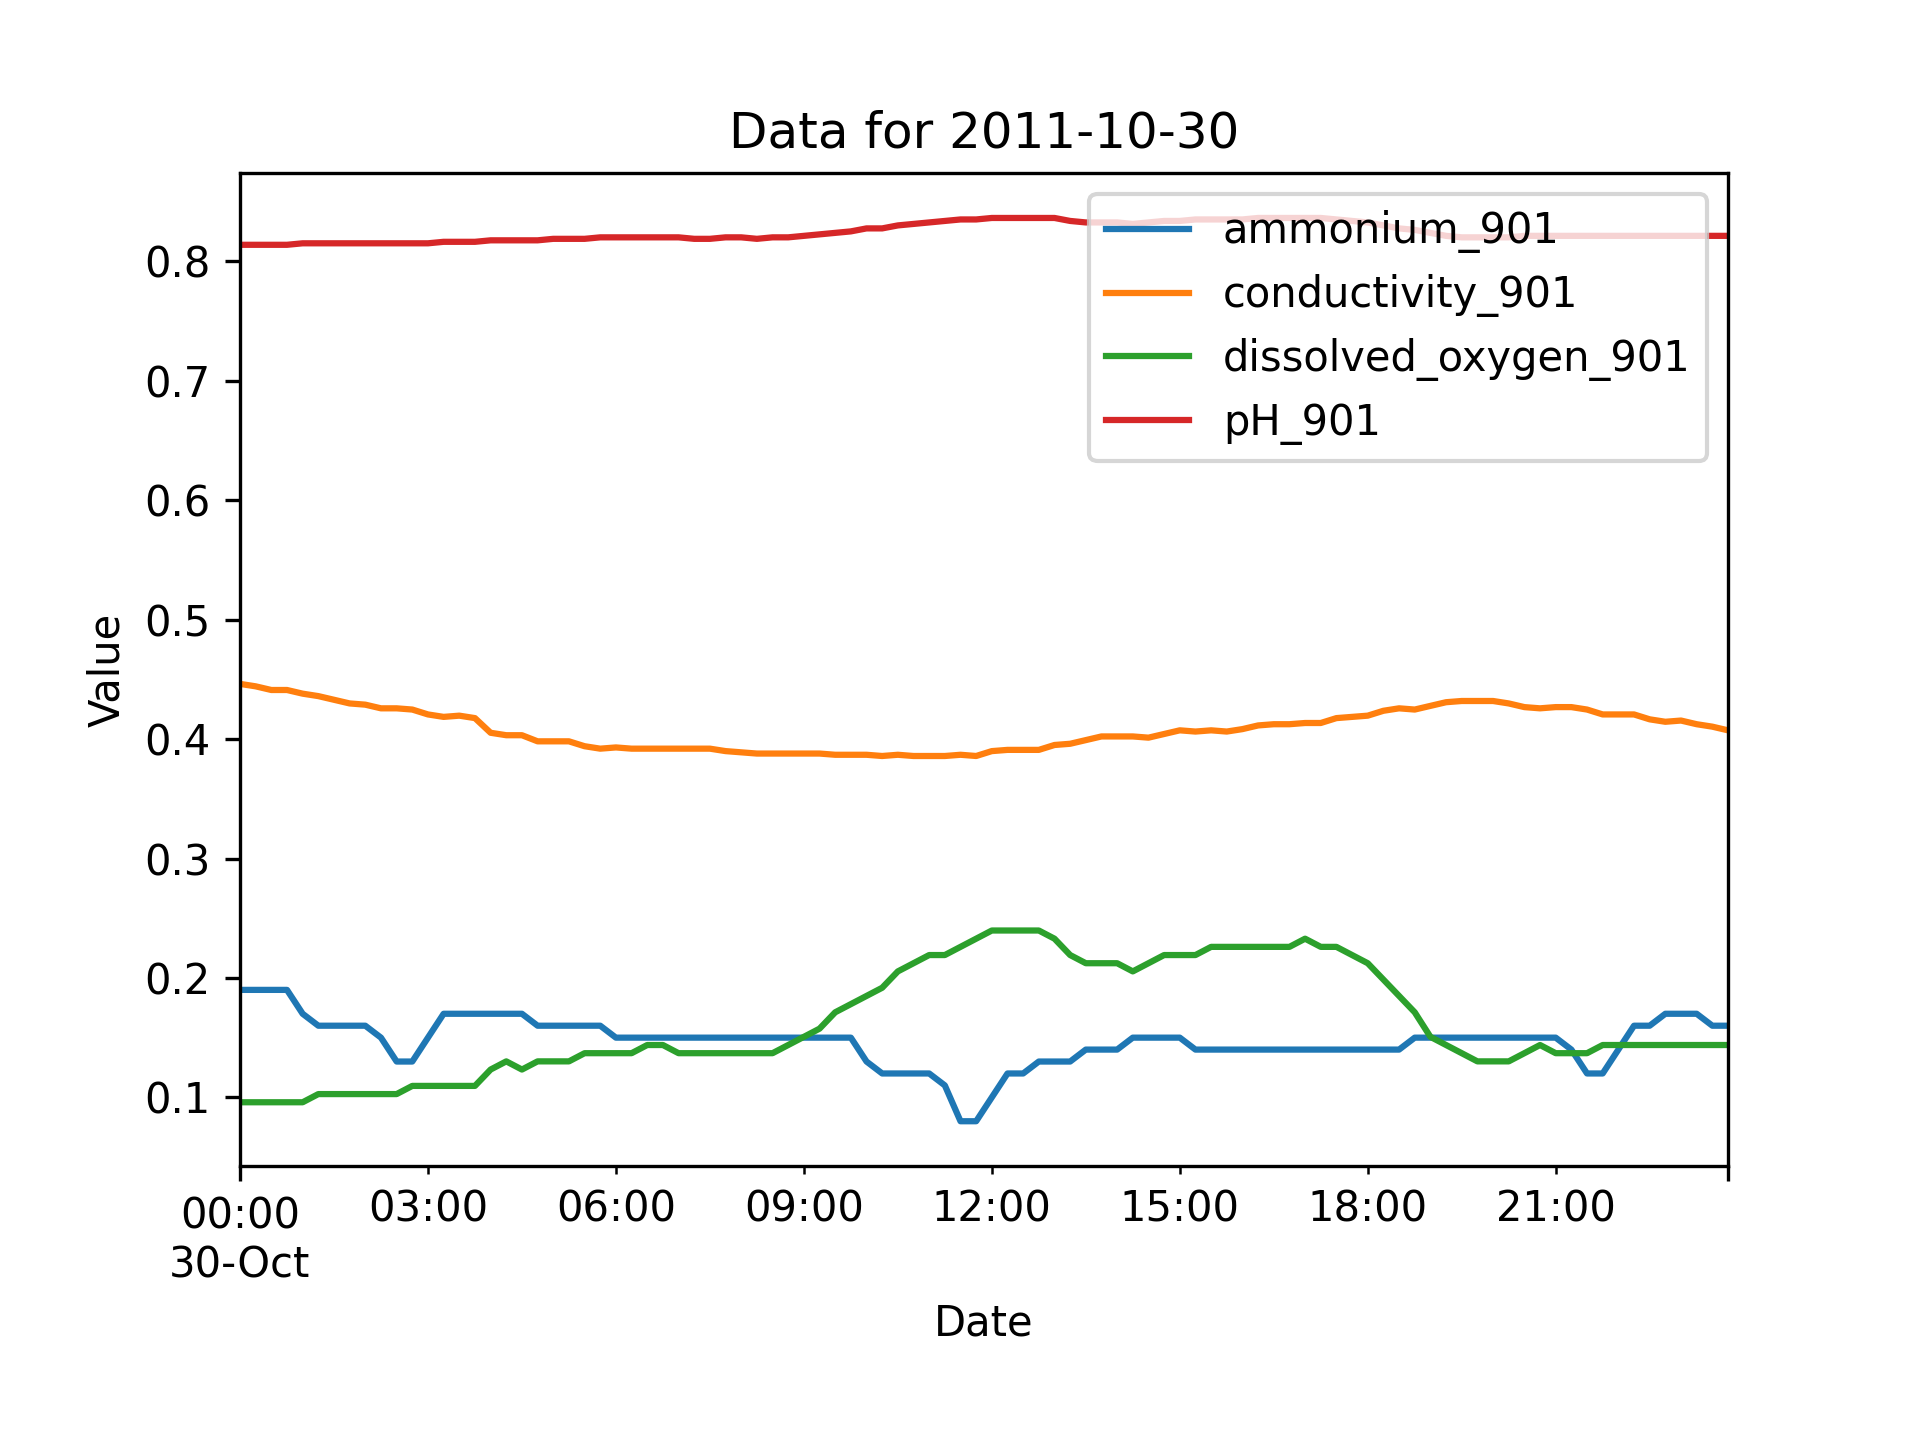 Data for 2011-10-30
ammonium_901
conductivity_901
dissolved_oxygen_901
pH_901
Value
0.8
0.7
0.6
0.5
0.4
0.3
0.2
0.1
00:00 03:00 06:00 09:00 12:00 15:00 18:00 21:00
30-Oct
Date